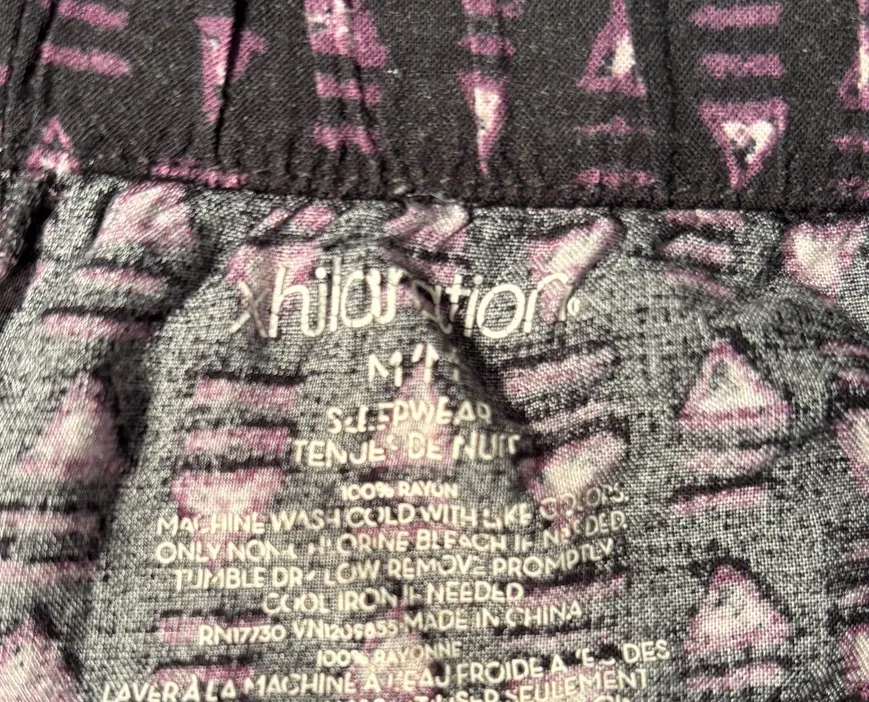 xhilaration
M/M
SLEEPWEAR
TENUE DE NUIT
100% RAYON
MACHINE WASH COLD WITH LIKE COLORS
ONLY NON-CHLORINE BLEACH IF NEEDED
TUMBLE DRY LOW REMOVE PROMPTLY
COOL IRON IF NEEDED
RN17730 VN1209855 MADE IN CHINA
100% RAYONNE
LAVER À LA MACHINE À L'EAU FROIDE DES
SEULEMENT